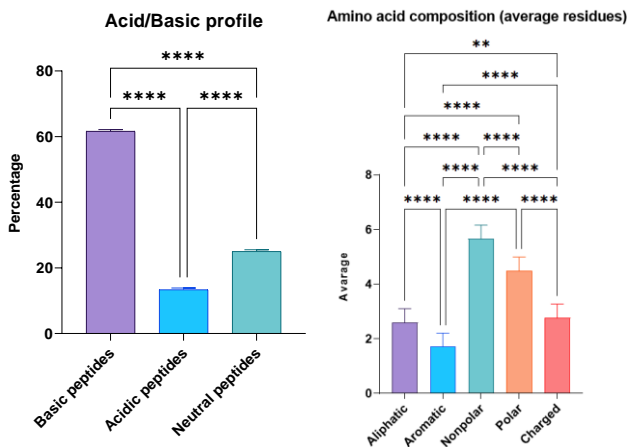 Acid/Basic profile
****
**** ****
80
60
40
20
0
Percentage
Basic peptides
Acidic peptides
Neutral peptides
Amino acid composition (average residues)
**
****
****
**** ****
**** ****
**** **** ****
8
6
4
2
0
Avarage
Aliphatic
Aromatic
Nonpolar
Polar
Charged